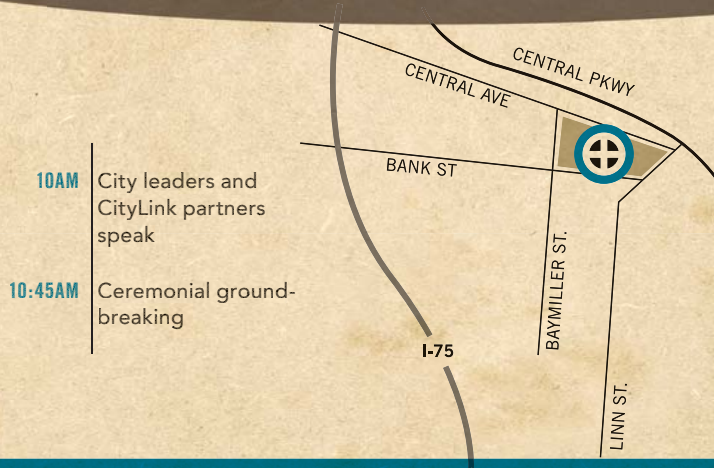 10AM
City leaders and
CityLink partners
speak
10:45AM
Ceremonial ground-
breaking
CENTRAL PKWY
CENTRAL AVE
BANK ST
BAYMILLER ST.
I-75
LINN ST.